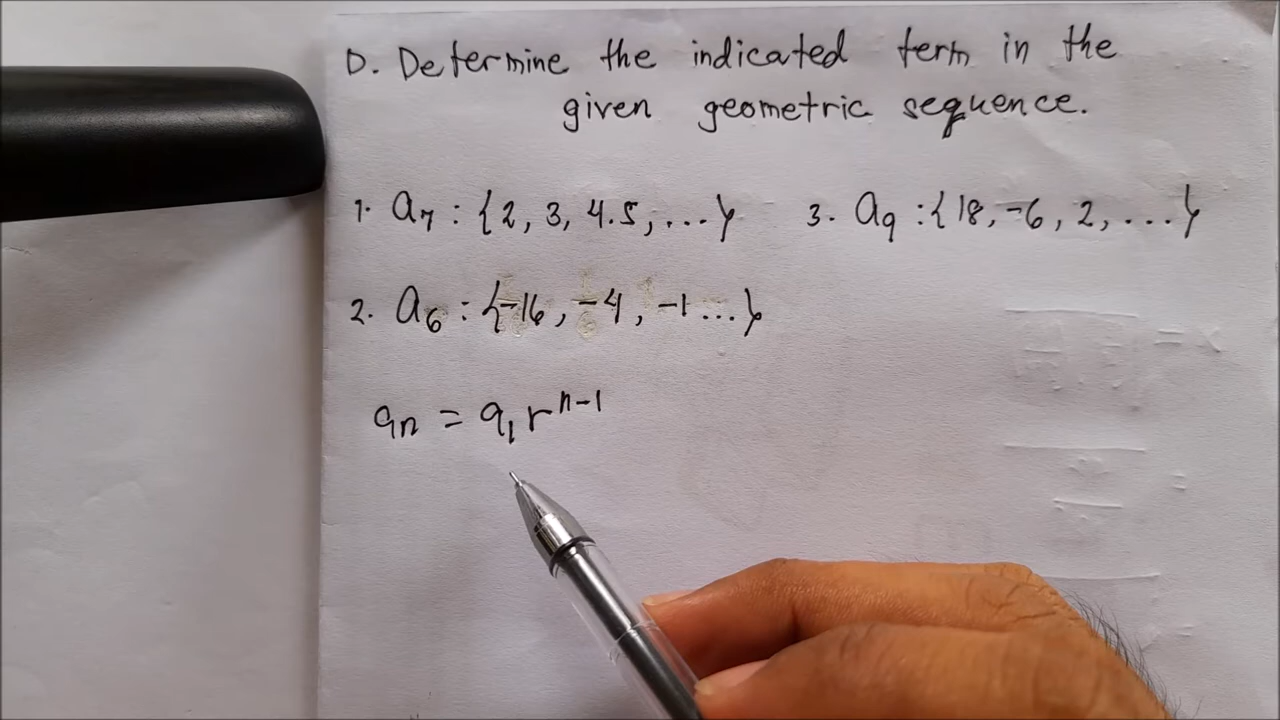 D. Determine the indicated term in the
given geometric sequence.
1. a₇ : {2, 3, 4.5, ...}
3. a₉ : {18, -6, 2, ...}
2. a₆ : {-16, -4, -1 ...}
aₙ = a₁ rⁿ⁻¹